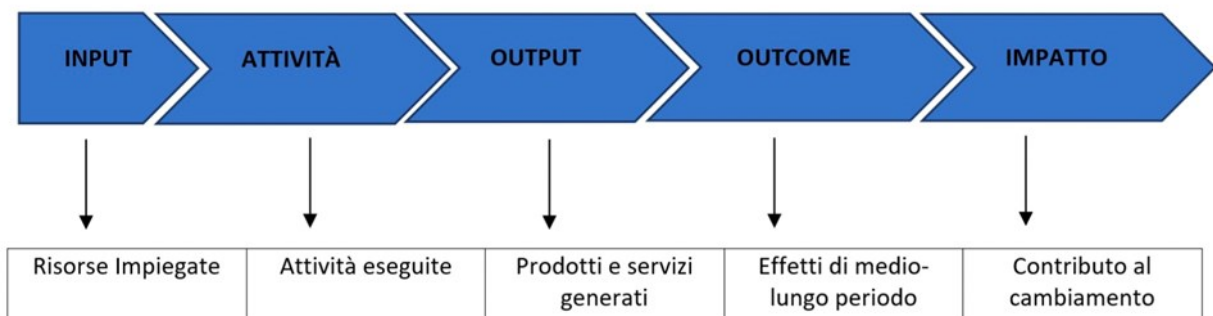 INPUT
ATTIVITÀ
OUTPUT
OUTCOME
IMPATTO
Risorse Impiegate
Attività eseguite
Prodotti e servizi
generati
Effetti di medio-
lungo periodo
Contributo al
cambiamento